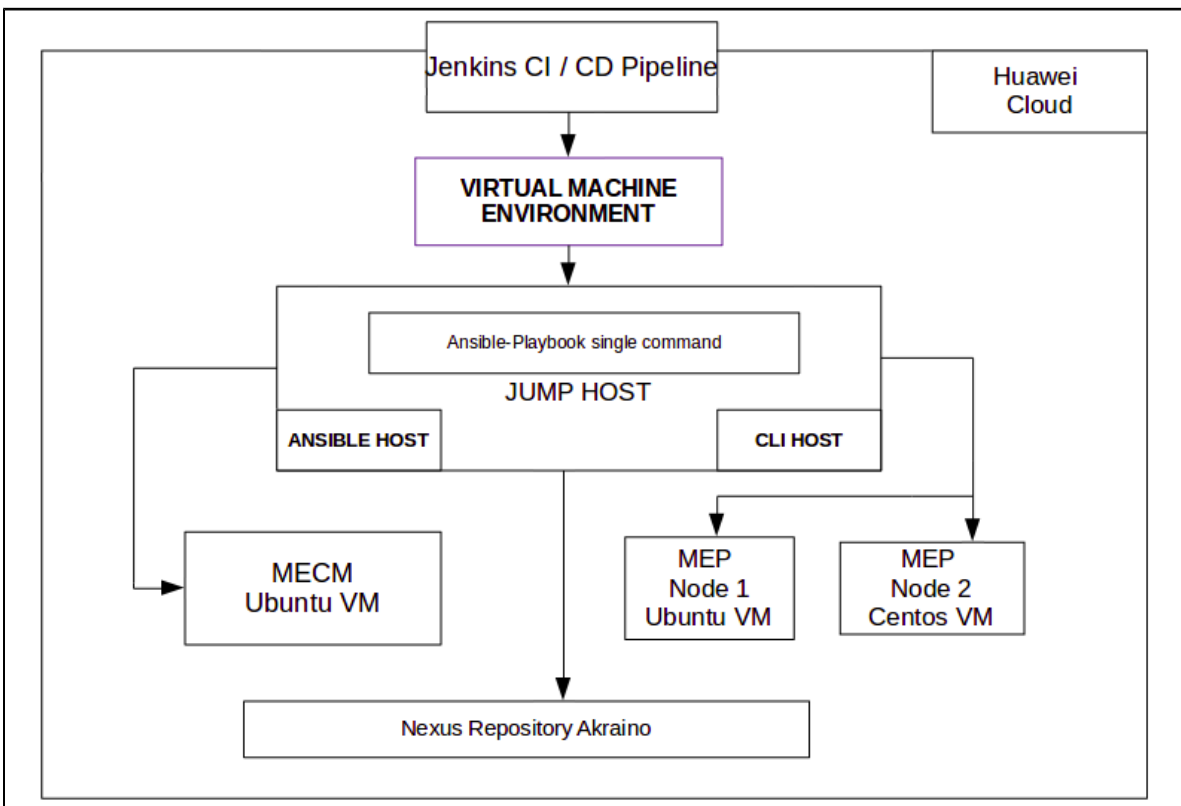 Jenkins CI / CD Pipeline
Huawei
Cloud
VIRTUAL MACHINE
ENVIRONMENT
Ansible-Playbook single command
JUMP HOST
ANSIBLE HOST
CLI HOST
MECM
Ubuntu VM
MEP
Node 1
Ubuntu VM
MEP
Node 2
Centos VM
Nexus Repository Akraino